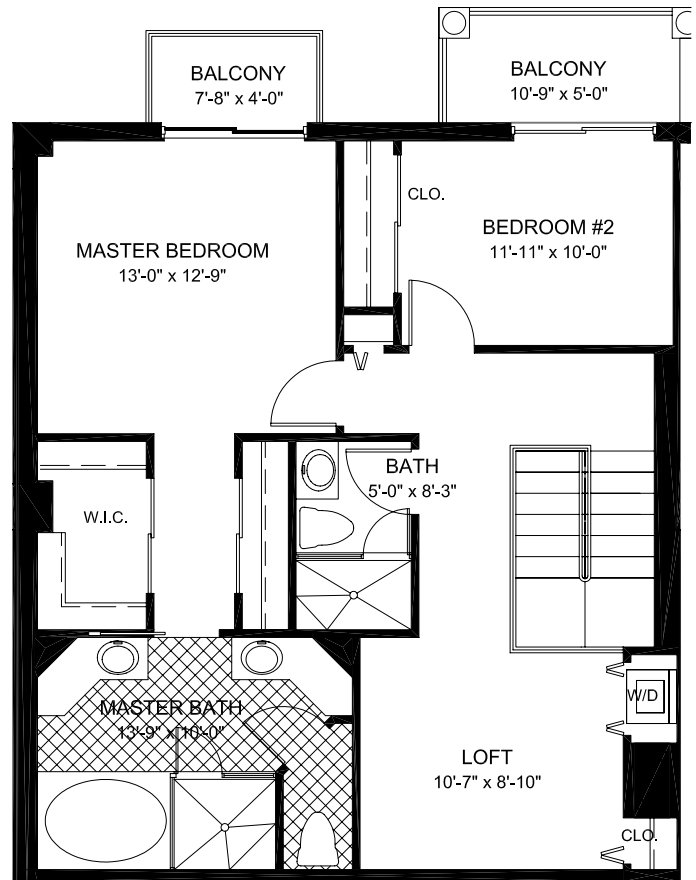 BALCONY
7'-8" x 4'-0"
BALCONY
10'-9" x 5'-0"
CLO.
BEDROOM #2
11'-11" x 10'-0"
MASTER BEDROOM
13'-0" x 12'-9"
BATH
5'-0" x 8'-3"
W.I.C.
W/D
MASTER BATH
13'-9" x 10'-0"
LOFT
10'-7" x 8'-10"
CLO.